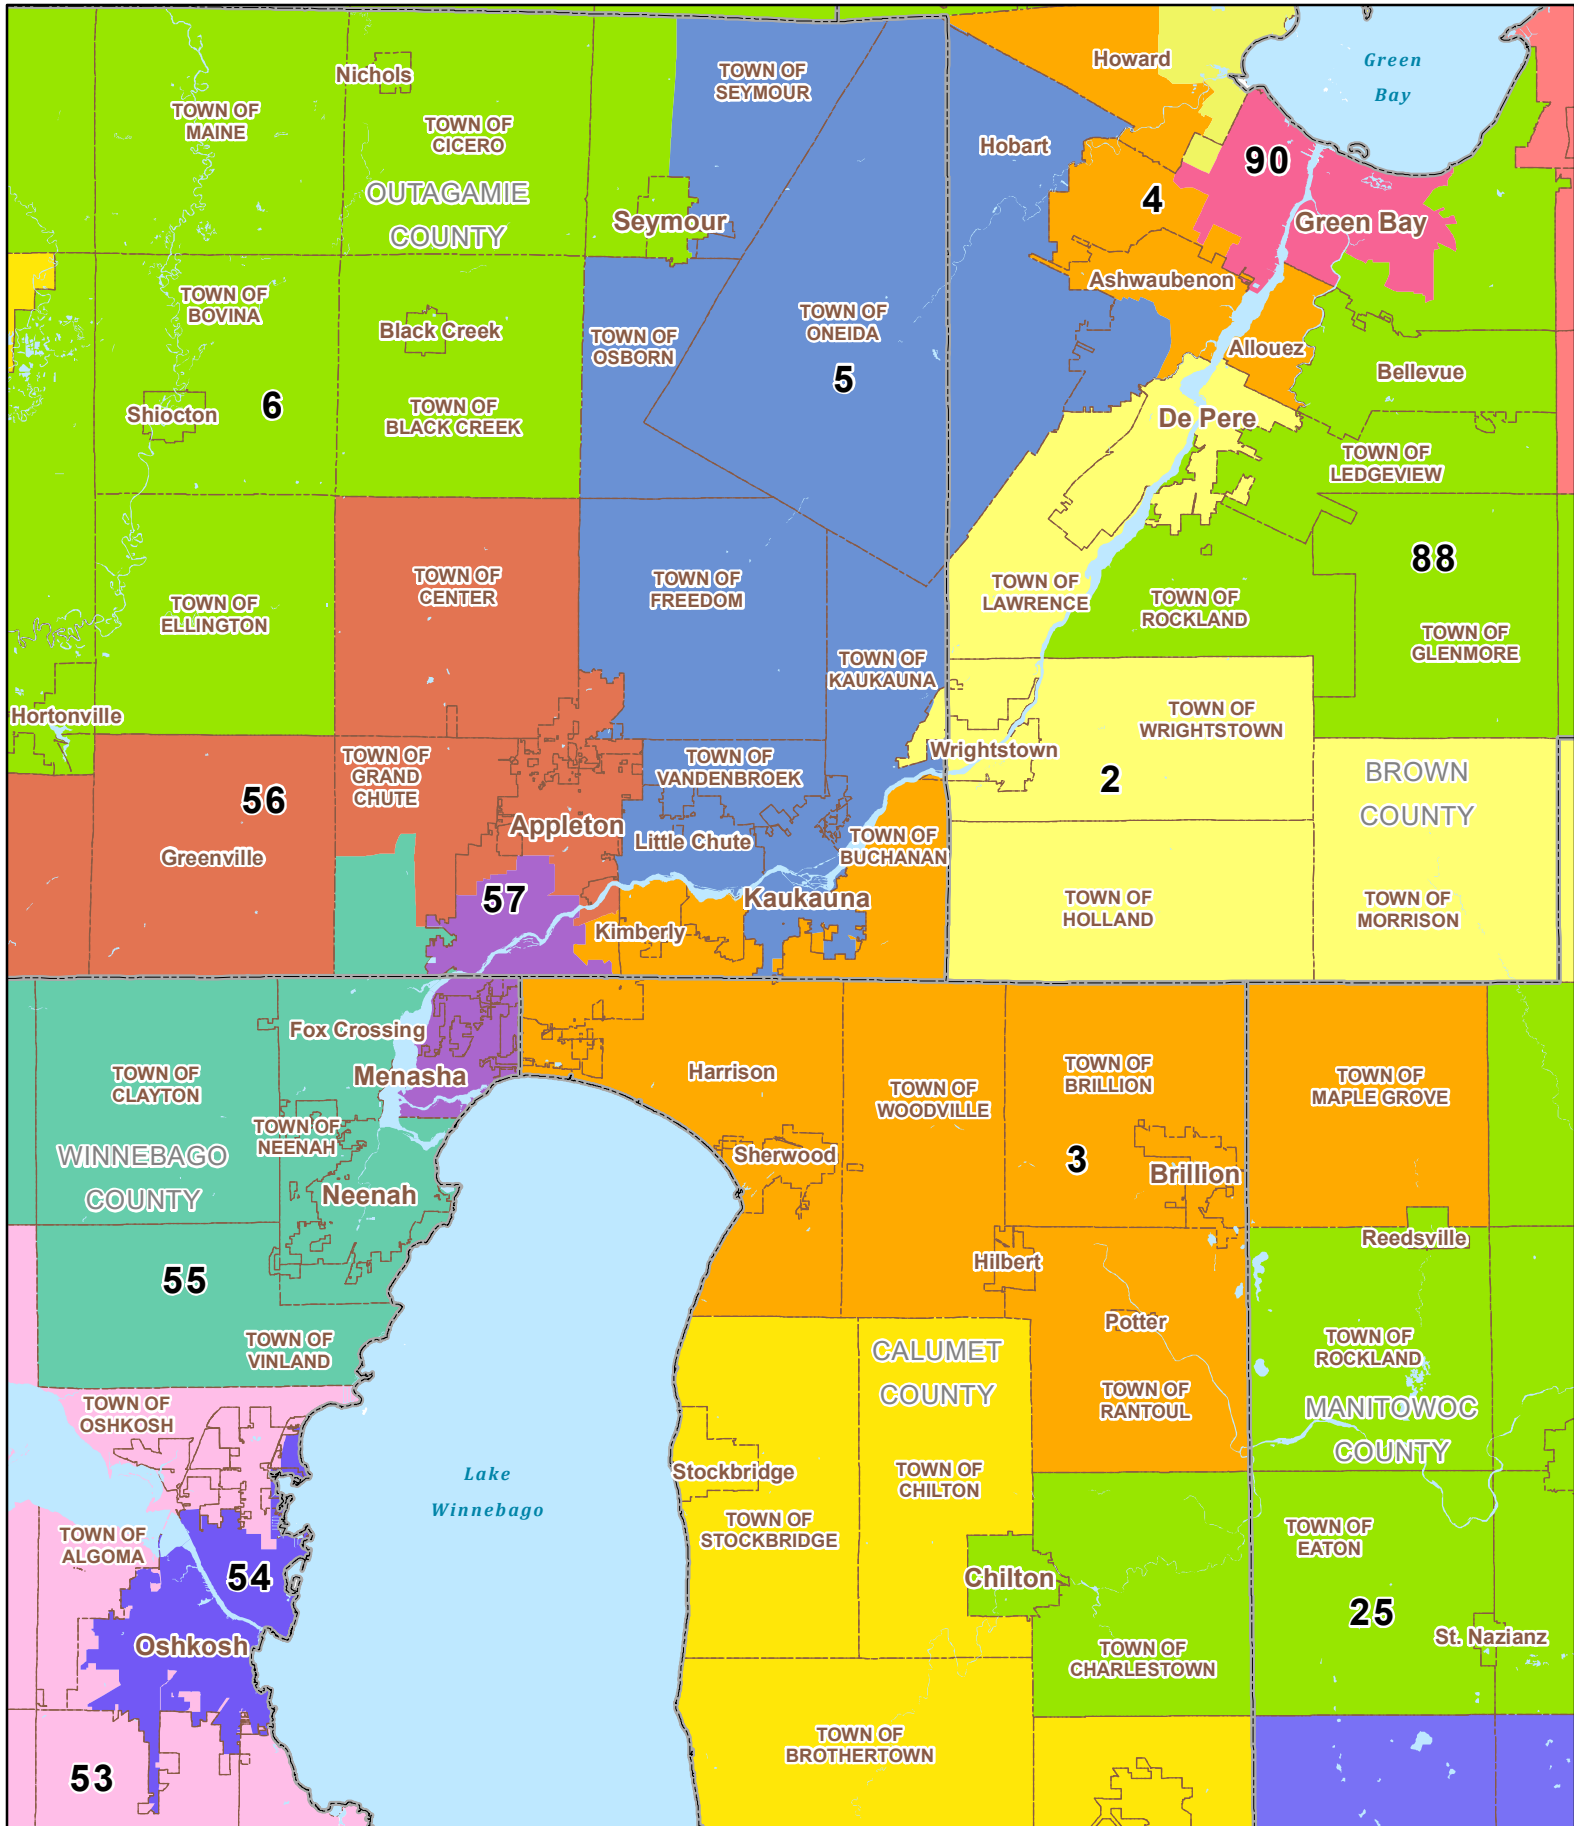 Nichols
TOWN OF
MAINE
TOWN OF
CICERO
OUTAGAMIE
COUNTY
TOWN OF
SEYMOUR
Seymour
Howard
Green
Bay
Hobart
90
4
Green Bay
Ashwaubenon
TOWN OF
BOVINA
Black Creek
TOWN OF
OSBORN
TOWN OF
ONEIDA
5
Allouez
Bellevue
6
Shiocton
TOWN OF
BLACK CREEK
De Pere
TOWN OF
LEDGEVIEW
88
TOWN OF
CENTER
TOWN OF
FREEDOM
TOWN OF
LAWRENCE
TOWN OF
ROCKLAND
TOWN OF
ELLINGTON
TOWN OF
GLENMORE
TOWN OF
KAUKAUNA
Hortonville
TOWN OF
WRIGHTSTOWN
Wrightstown
2
TOWN OF
GRAND
CHUTE
TOWN OF
VANDENBROEK
BROWN
COUNTY
56
Greenville
Appleton
Little Chute
TOWN OF
BUCHANAN
57
Kaukauna
Kimberly
TOWN OF
HOLLAND
TOWN OF
MORRISON
Fox Crossing
Menasha
TOWN OF
CLAYTON
TOWN OF
NEENAH
WINNEBAGO
COUNTY
Neenah
Harrison
TOWN OF
WOODVILLE
TOWN OF
BRILLION
TOWN OF
MAPLE GROVE
Sherwood
3
Brillion
Reedsville
Hilbert
55
TOWN OF
VINLAND
Potter
CALUMET
COUNTY
TOWN OF
ROCKLAND
TOWN OF
RANTOUL
MANITOWOC
COUNTY
TOWN OF
OSHKOSH
Lake
Winnebago
Stockbridge
TOWN OF
CHILTON
TOWN OF
STOCKBRIDGE
TOWN OF
ALGOMA
TOWN OF
EATON
54
Chilton
25
Oshkosh
St. Nazianz
TOWN OF
CHARLESTOWN
TOWN OF
BROTHERTOWN
53